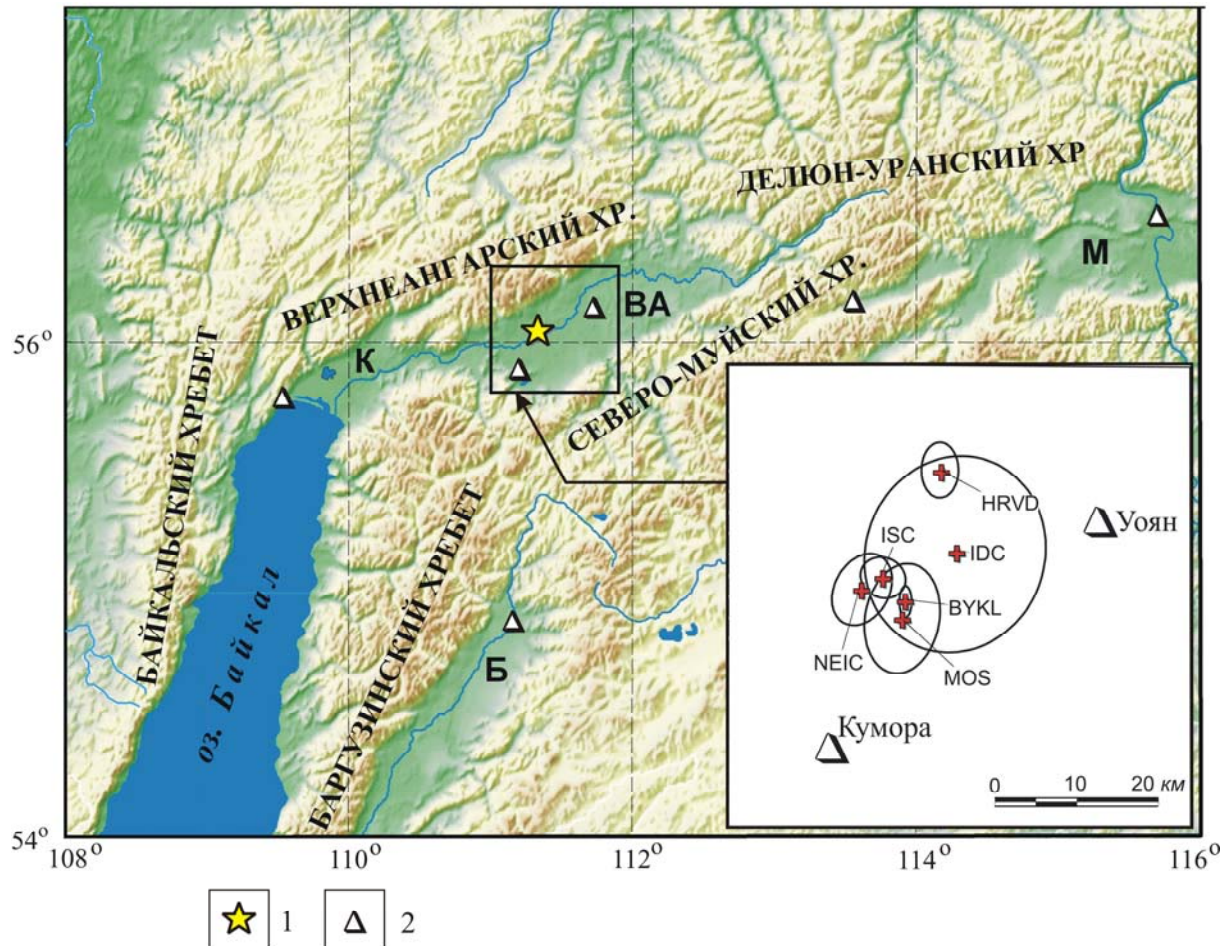 ДЕЛЮН-УРАНСКИЙ ХР
ВЕРХНЕАНГАРСКИЙ ХР.
М
ВА
СЕВЕРО-МУЙСКИЙ ХР.
56°
К
БАЙКАЛЬСКИЙ ХРЕБЕТ
оз. Байкал
БАРГУЗИНСКИЙ ХРЕБЕТ
Б
HRVD
Уоян
ISC
IDC
BYKL
NEIC
MOS
Кумора
0 10 20 км
54°
108° 110° 112° 114° 116°
1 2